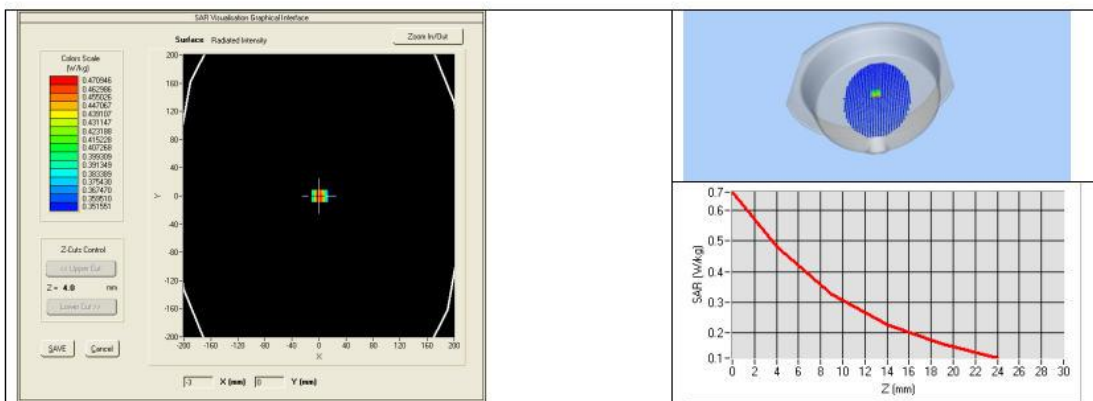 SAR Visualisation Graphical Interface
Surface Radiated Intensity
Zoom In/Out
Colors Scale
(W/kg)
0.470946
0.462986
0.455026
0.447067
0.439107
0.431147
0.423188
0.415228
0.407268
0.399309
0.391349
0.383389
0.375430
0.367470
0.359510
0.351551
Z-Cuts Control
<< Upper Cut
Z = 4.0 mm
Lower Cut >>
SAVE Cancel
200
160
120
80
40
0
-40
-80
-120
-160
-200
Y
-200 -160 -120 -80 -40 0 40 80 120 160 200
X
-3 X (mm) 0 Y (mm)
0.7
0.6
0.5
0.4
0.3
0.2
0.1
SAR (W/kg)
0 2 4 6 8 10 12 14 16 18 20 22 24 26 28 30
Z (mm)